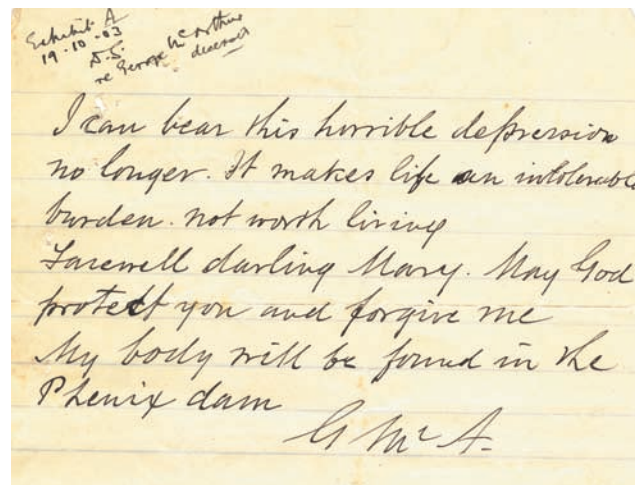 Exhibit A
19-10-03
D.S.
re George McArthur
deceased
I can bear this horrible depression
no longer. It makes life an intolerable
burden. not worth living
Farewell darling Mary. May God
protect you and forgive me
My body will be found in the
Phenix dam
G McA.